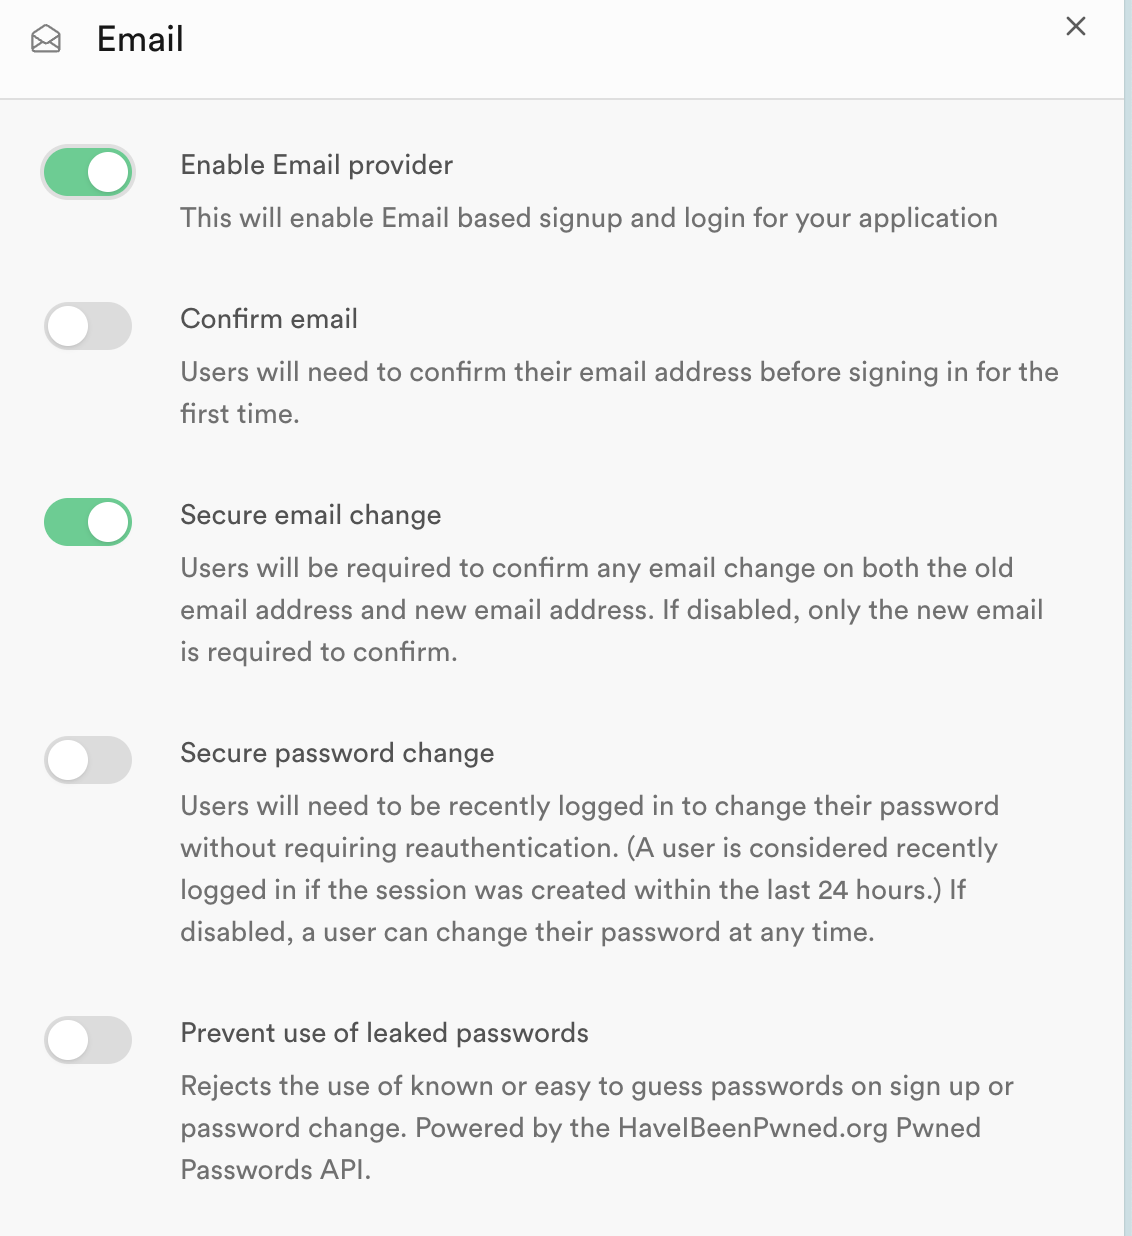 Email
Enable Email provider
This will enable Email based signup and login for your application
Confirm email
Users will need to confirm their email address before signing in for the
first time.
Secure email change
Users will be required to confirm any email change on both the old
email address and new email address. If disabled, only the new email
is required to confirm.
Secure password change
Users will need to be recently logged in to change their password
without requiring reauthentication. (A user is considered recently
logged in if the session was created within the last 24 hours.) If
disabled, a user can change their password at any time.
Prevent use of leaked passwords
Rejects the use of known or easy to guess passwords on sign up or
password change. Powered by the HaveIBeenPwned.org Pwned
Passwords API.